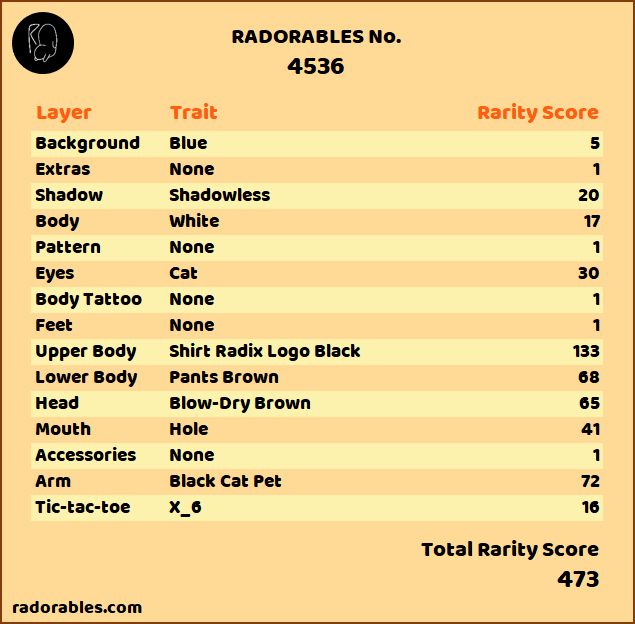 RADORABLES No.
4536
Layer Trait Rarity Score
Background Blue 5
Extras None 1
Shadow Shadowless 20
Body White 17
Pattern None 1
Eyes Cat 30
Body Tattoo None 1
Feet None 1
Upper Body Shirt Radix Logo Black 133
Lower Body Pants Brown 68
Head Blow-Dry Brown 65
Mouth Hole 41
Accessories None 1
Arm Black Cat Pet 72
Tic-tac-toe X_6 16
Total Rarity Score
473
radorables.com